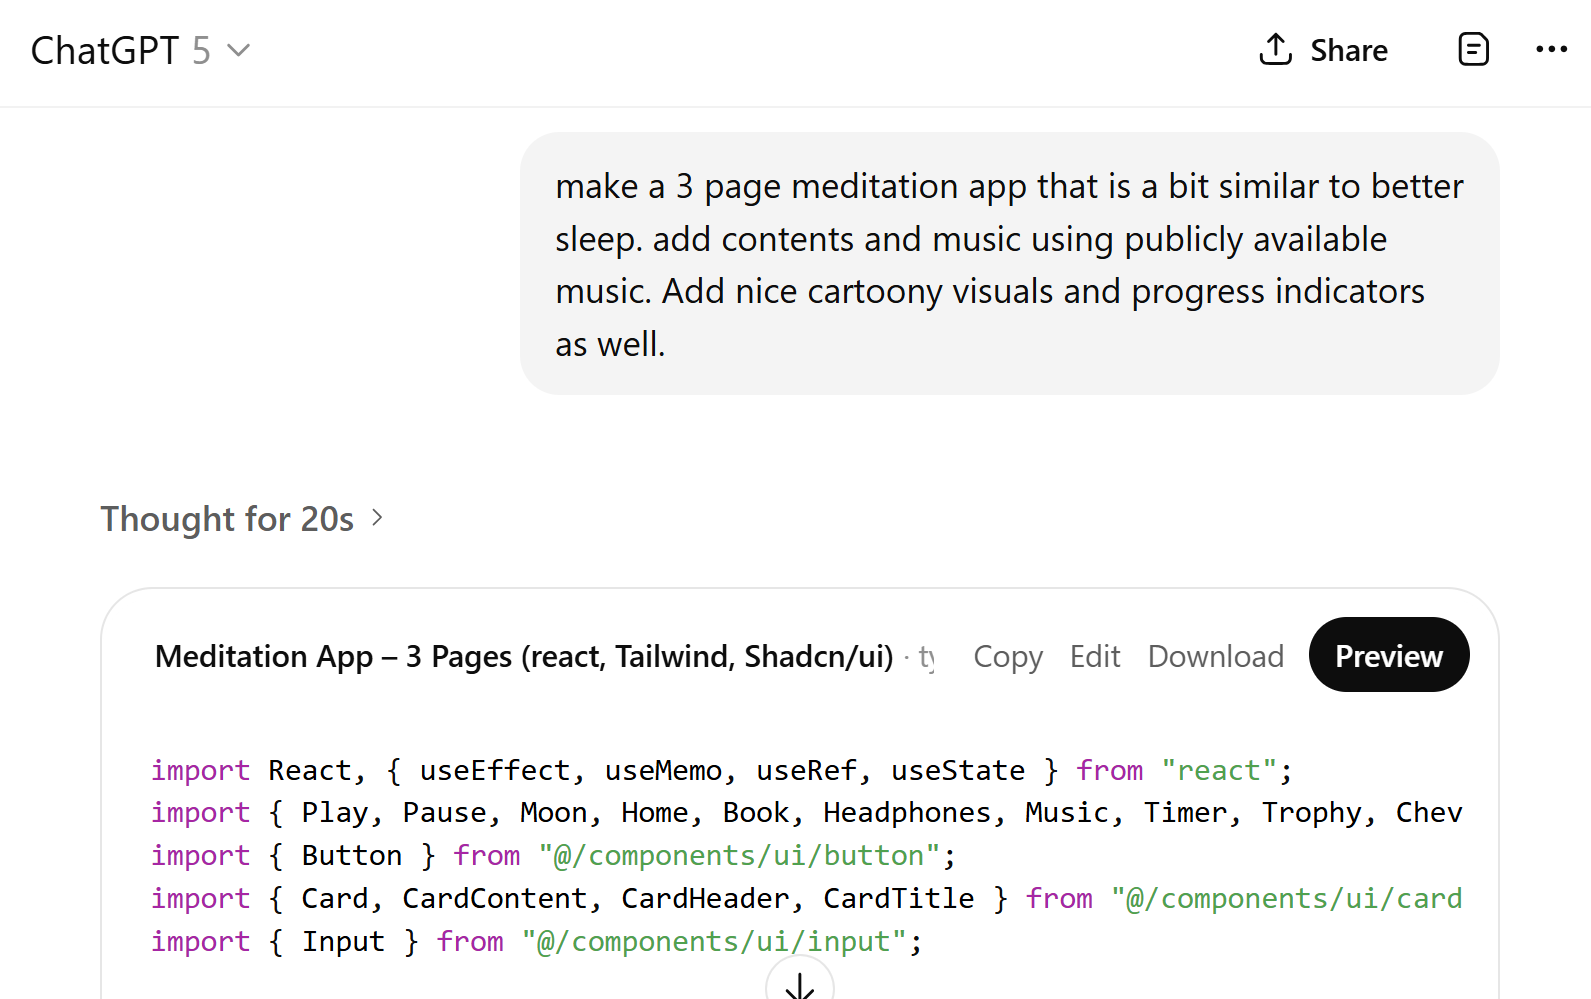 ChatGPT 5
Share
make a 3 page meditation app that is a bit similar to better
sleep. add contents and music using publicly available
music. Add nice cartoony visuals and progress indicators
as well.
Thought for 20s
Meditation App – 3 Pages (react, Tailwind, Shadcn/ui) · ty
Copy Edit Download Preview
import React, { useEffect, useMemo, useRef, useState } from "react";
import { Play, Pause, Moon, Home, Book, Headphones, Music, Timer, Trophy, Chev
import { Button } from "@/components/ui/button";
import { Card, CardContent, CardHeader, CardTitle } from "@/components/ui/card
import { Input } from "@/components/ui/input";